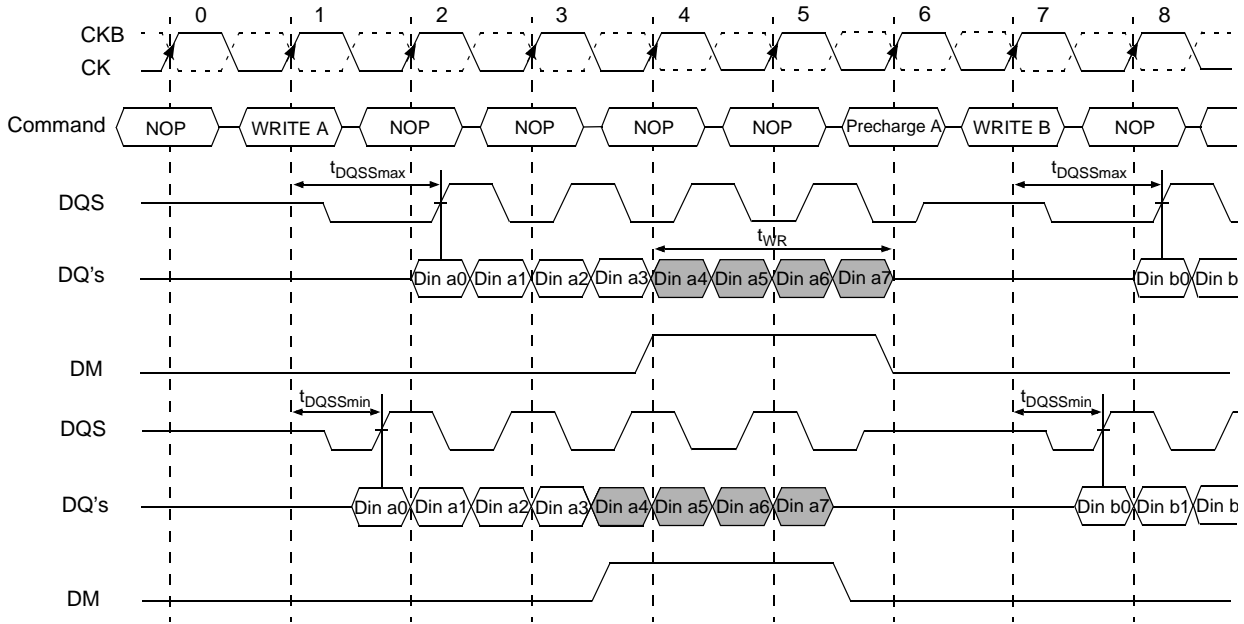 0 1 2 3 4 5 6 7 8
CKB
CK
Command NOP WRITE A NOP NOP NOP NOP Precharge A WRITE B NOP
tDQSSmax tDQSSmax
DQS
tWR
DQ's Din a0 Din a1 Din a2 Din a3 Din a4 Din a5 Din a6 Din a7 Din b0 Din b
DM
tDQSSmin tDQSSmin
DQS
DQ's Din a0 Din a1 Din a2 Din a3 Din a4 Din a5 Din a6 Din a7 Din b0 Din b1 Din b
DM